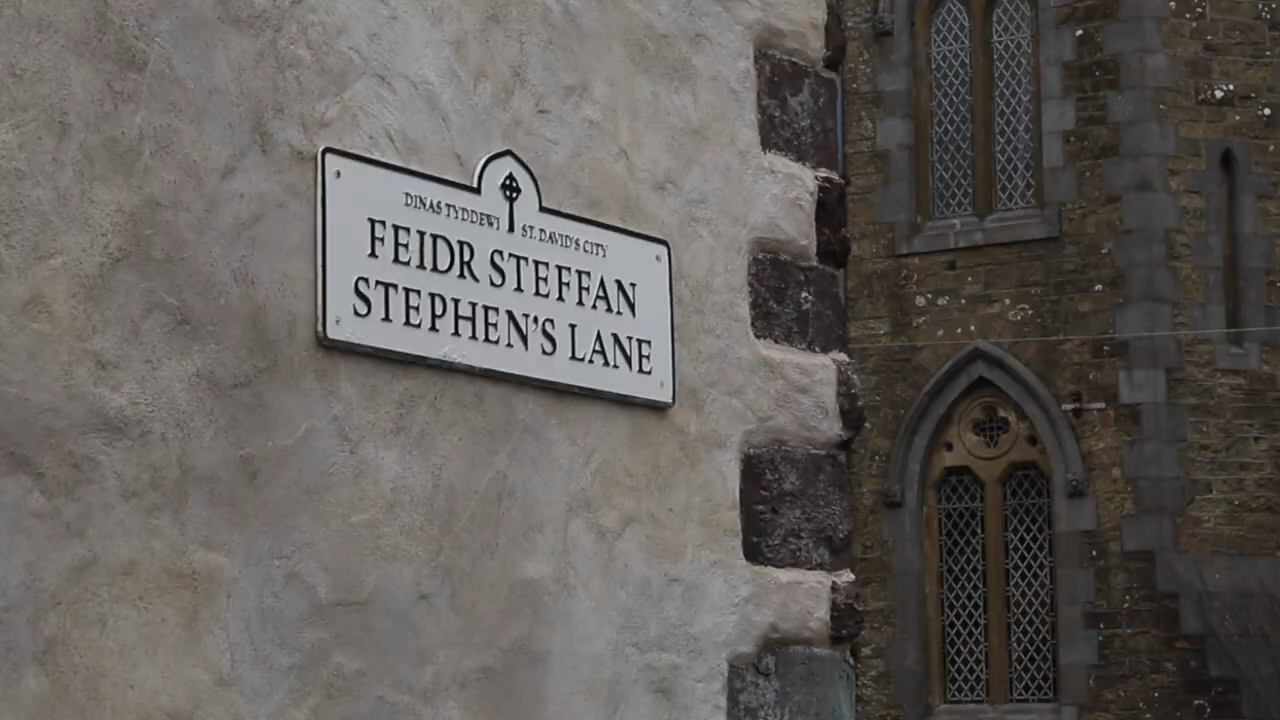 DINAS TYDDEWI ST. DAVID'S CITY
FEIDR STEFFAN
STEPHEN'S LANE